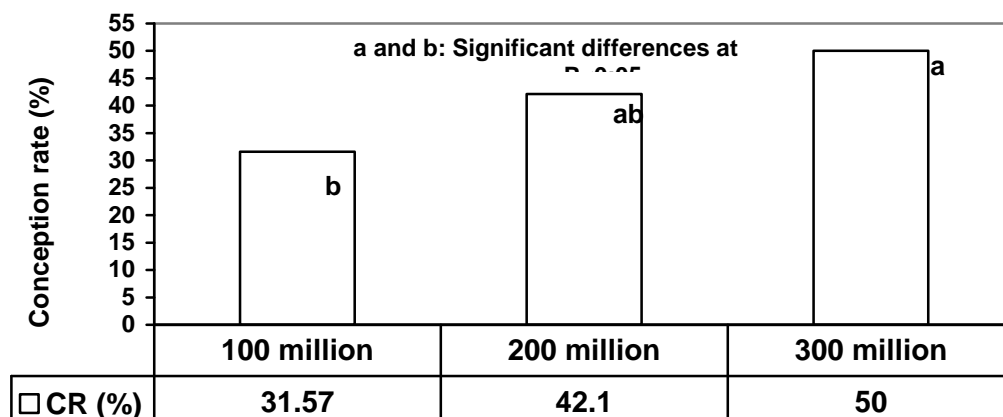 55
50
45
40
35
30
25
20
15
10
5
0
Conception rate (%)
a and b: Significant differences at
b
ab
a
100 million 200 million 300 million
CR (%) 31.57 42.1 50